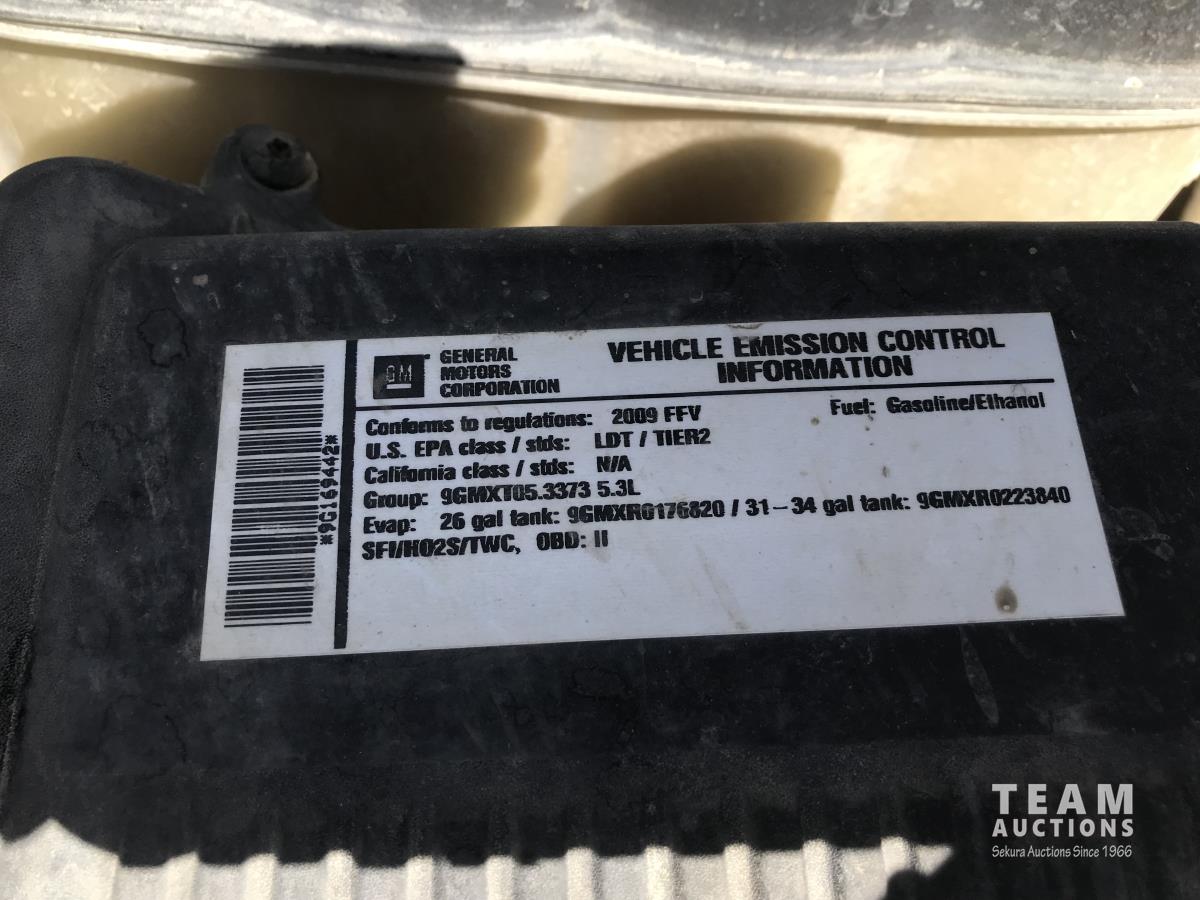 GM
GENERAL
MOTORS
CORPORATION
VEHICLE EMISSION CONTROL
INFORMATION
Conforms to regulations: 2009 FFV
Fuel: Gasoline/Ethanol
U.S. EPA class / stds: LDT / TIER2
California class / stds: N/A
Group: 9GMXT05.3373 5.3L
Evap: 26 gal tank: 9GMXR0176820 / 31-34 gal tank: 9GMXR0223840
SFI/HO2S/TWC, OBD: II
*9G169442*
TEAM
AUCTIONS
Sekura Auctions Since 1966